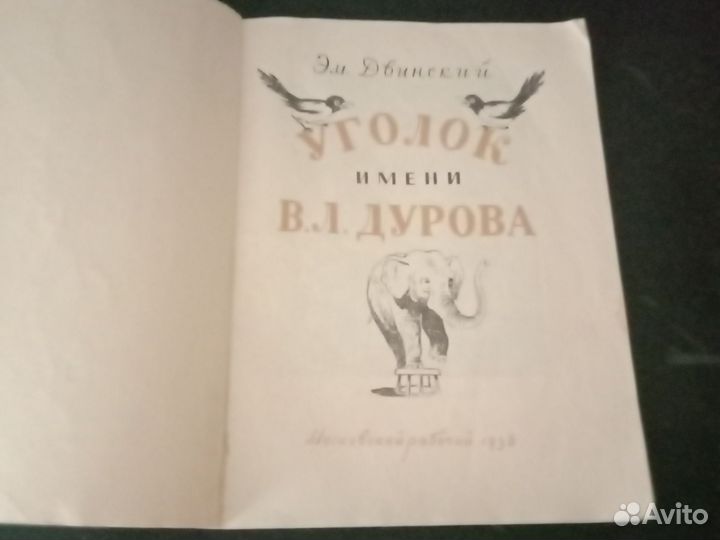 Эм. Двинский
УГОЛОК
ИМЕНИ
В.Л. ДУРОВА
Московский рабочий
Avito